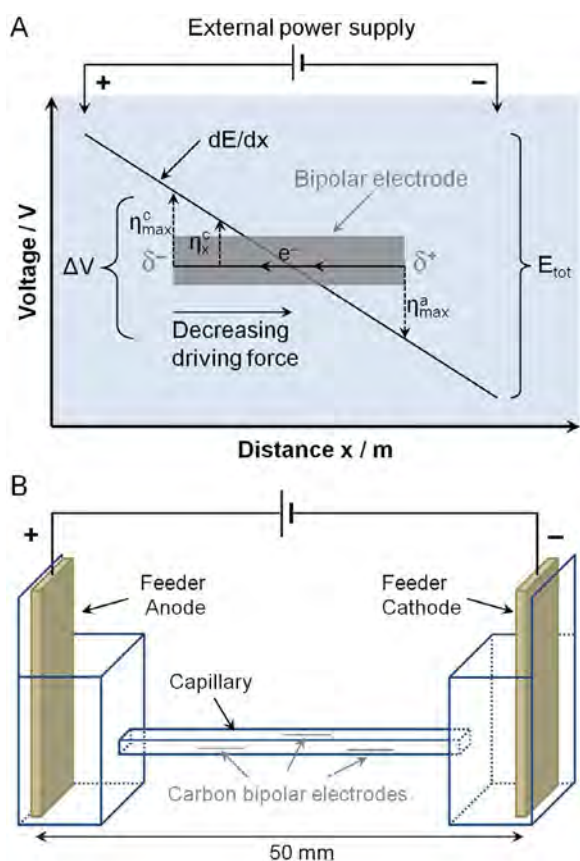 A
External power supply
+
−
dE/dx
Bipolar electrode
η^c_max
η^c_x
e⁻
δ⁻
δ⁺
ΔV
E_tot
η^a_max
Decreasing
driving force
Voltage / V
Distance x / m
B
+
−
Feeder
Anode
Feeder
Cathode
Capillary
Carbon bipolar electrodes
50 mm